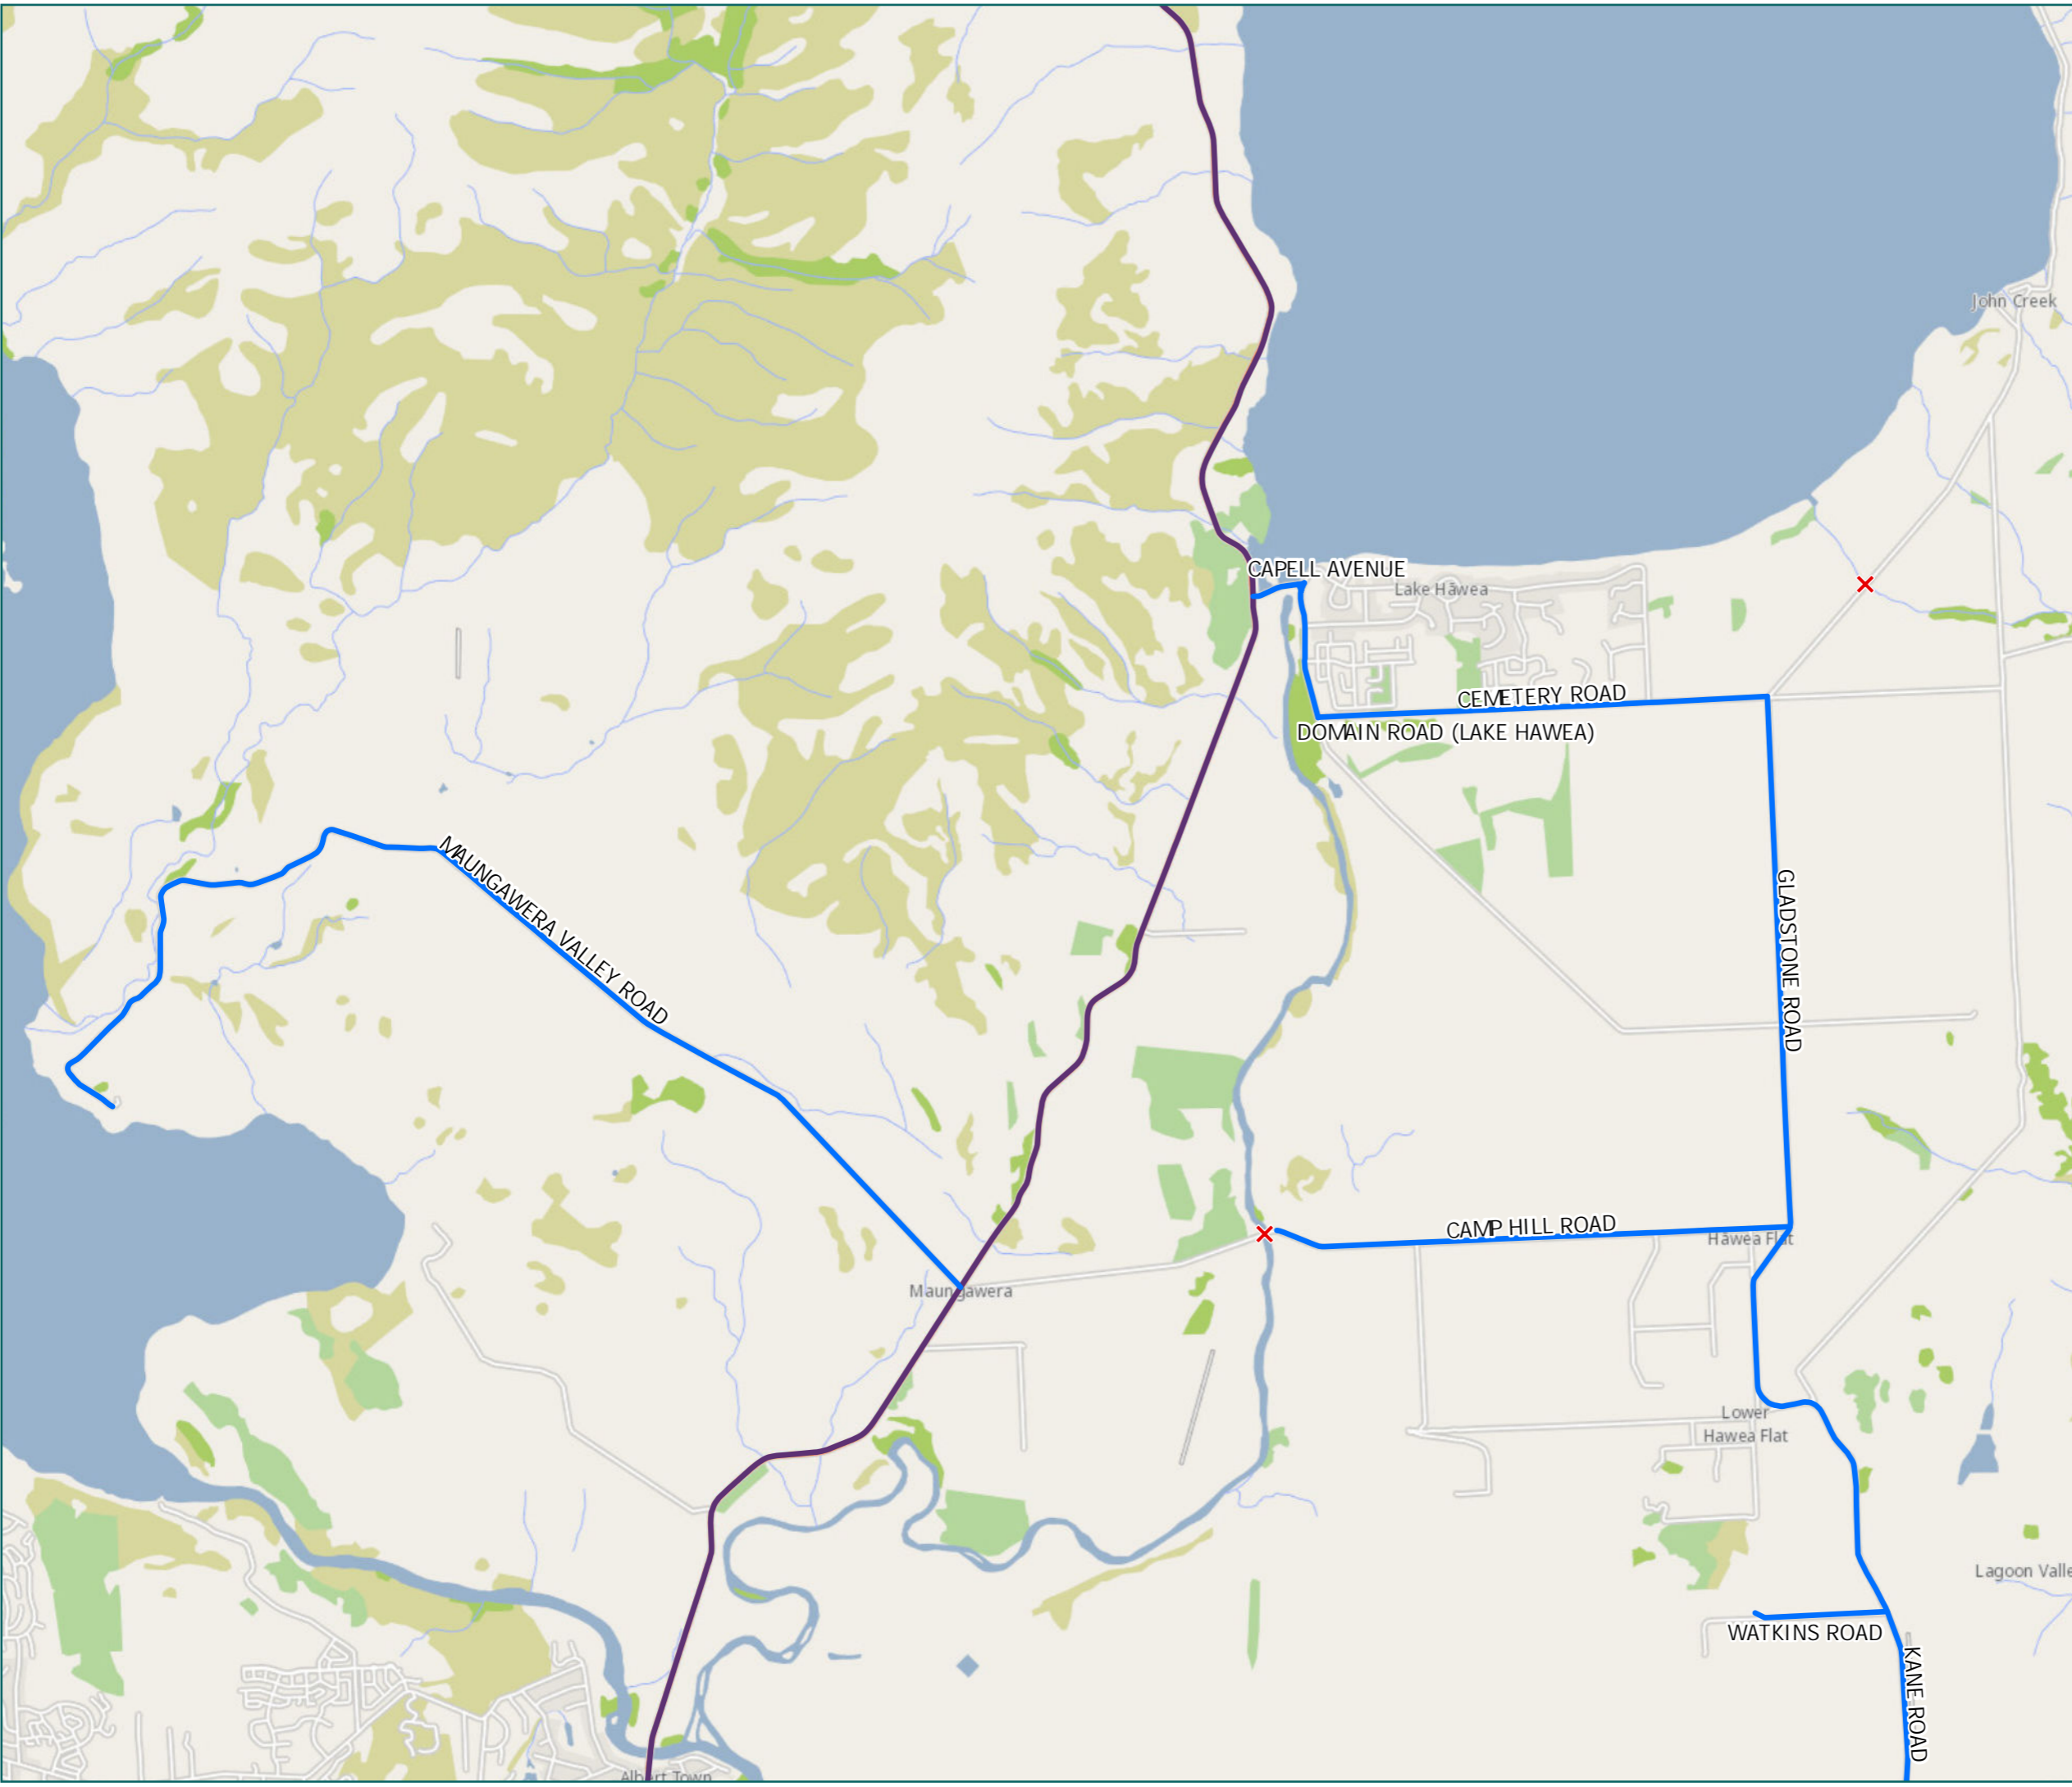 John Creek
CAPELL AVENUE
Lake Hāwea
CEMETERY ROAD
DOMAIN ROAD (LAKE HAWEA)
MAUNGAWERA VALLEY ROAD
GLADSTONE ROAD
CAMP HILL ROAD
Hāwea Flat
Maungawera
Lower
Hawea Flat
Lagoon Valle
WATKINS ROAD
KANE ROAD
Albert Town